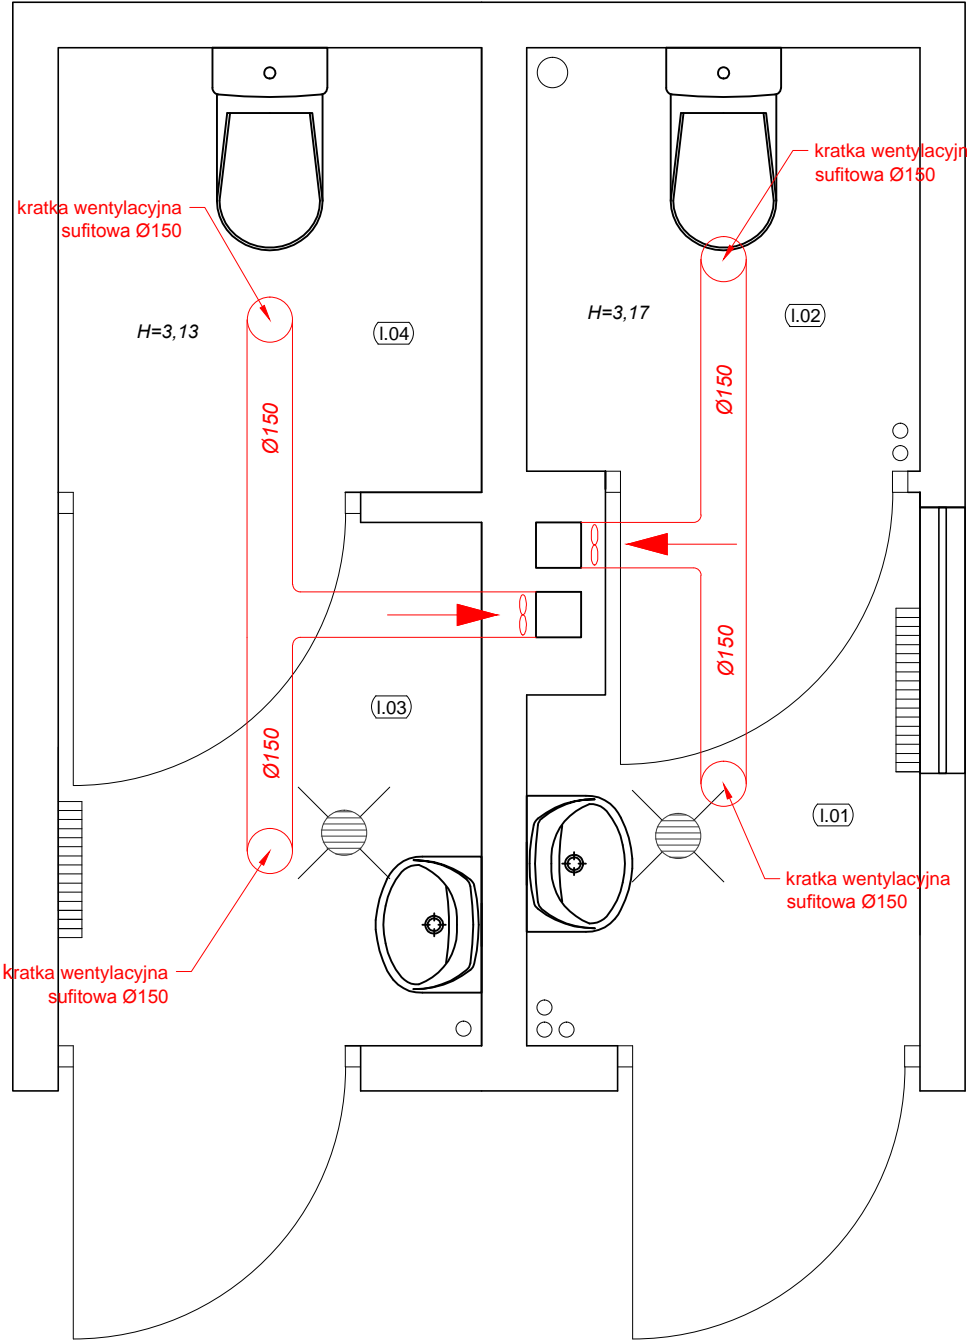 kratka wentylacyjn
sufitowa Ø150
kratka wentylacyjna
sufitowa Ø150
H=3,13
I.04
H=3,17
I.02
Ø150
Ø150
Ø150
Ø150
I.03
I.01
kratka wentylacyjna
sufitowa Ø150
kratka wentylacyjna
sufitowa Ø150